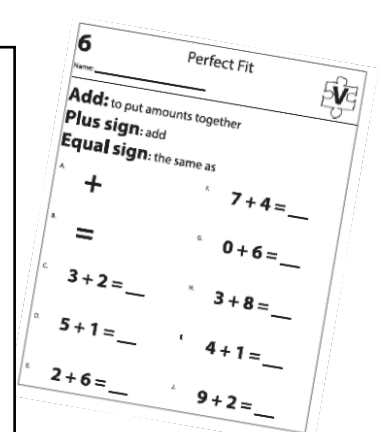 6
Perfect Fit
V
Name:
Add: to put amounts together
Plus sign: add
Equal sign: the same as
A.
+
B.
=
C.
3 + 2 = __
D.
5 + 1 = __
E.
2 + 6 = __
F.
7 + 4 = __
G.
0 + 6 = __
H.
3 + 8 = __
I.
4 + 1 = __
J.
9 + 2 = __